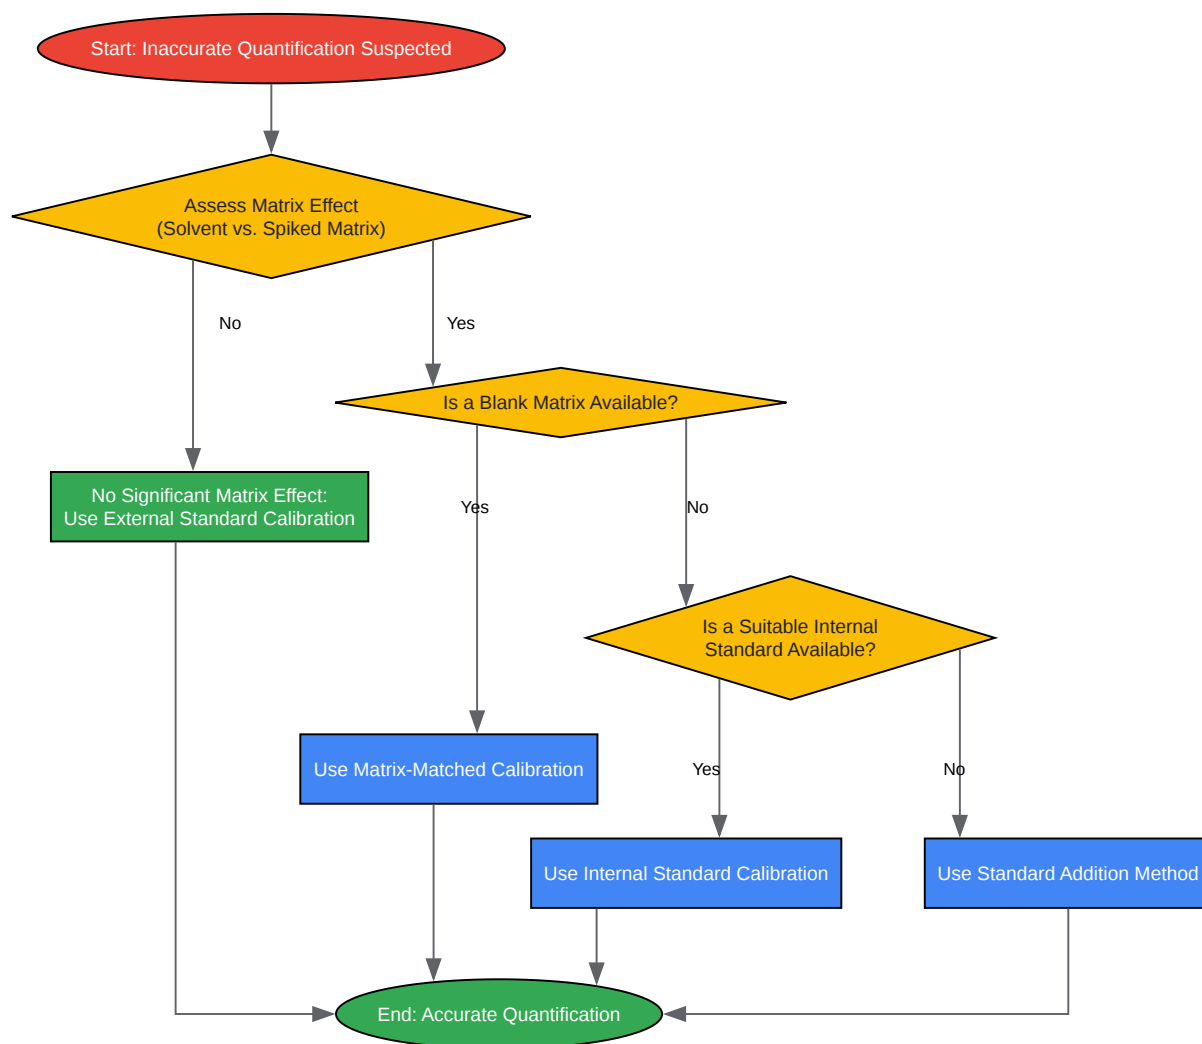 Start: Inaccurate Quantification Suspected
Assess Matrix Effect
(Solvent vs. Spiked Matrix)
No
Yes
Is a Blank Matrix Available?
No Significant Matrix Effect:
Use External Standard Calibration
Yes
No
Is a Suitable Internal
Standard Available?
Use Matrix-Matched Calibration
Yes
No
Use Internal Standard Calibration
Use Standard Addition Method
End: Accurate Quantification